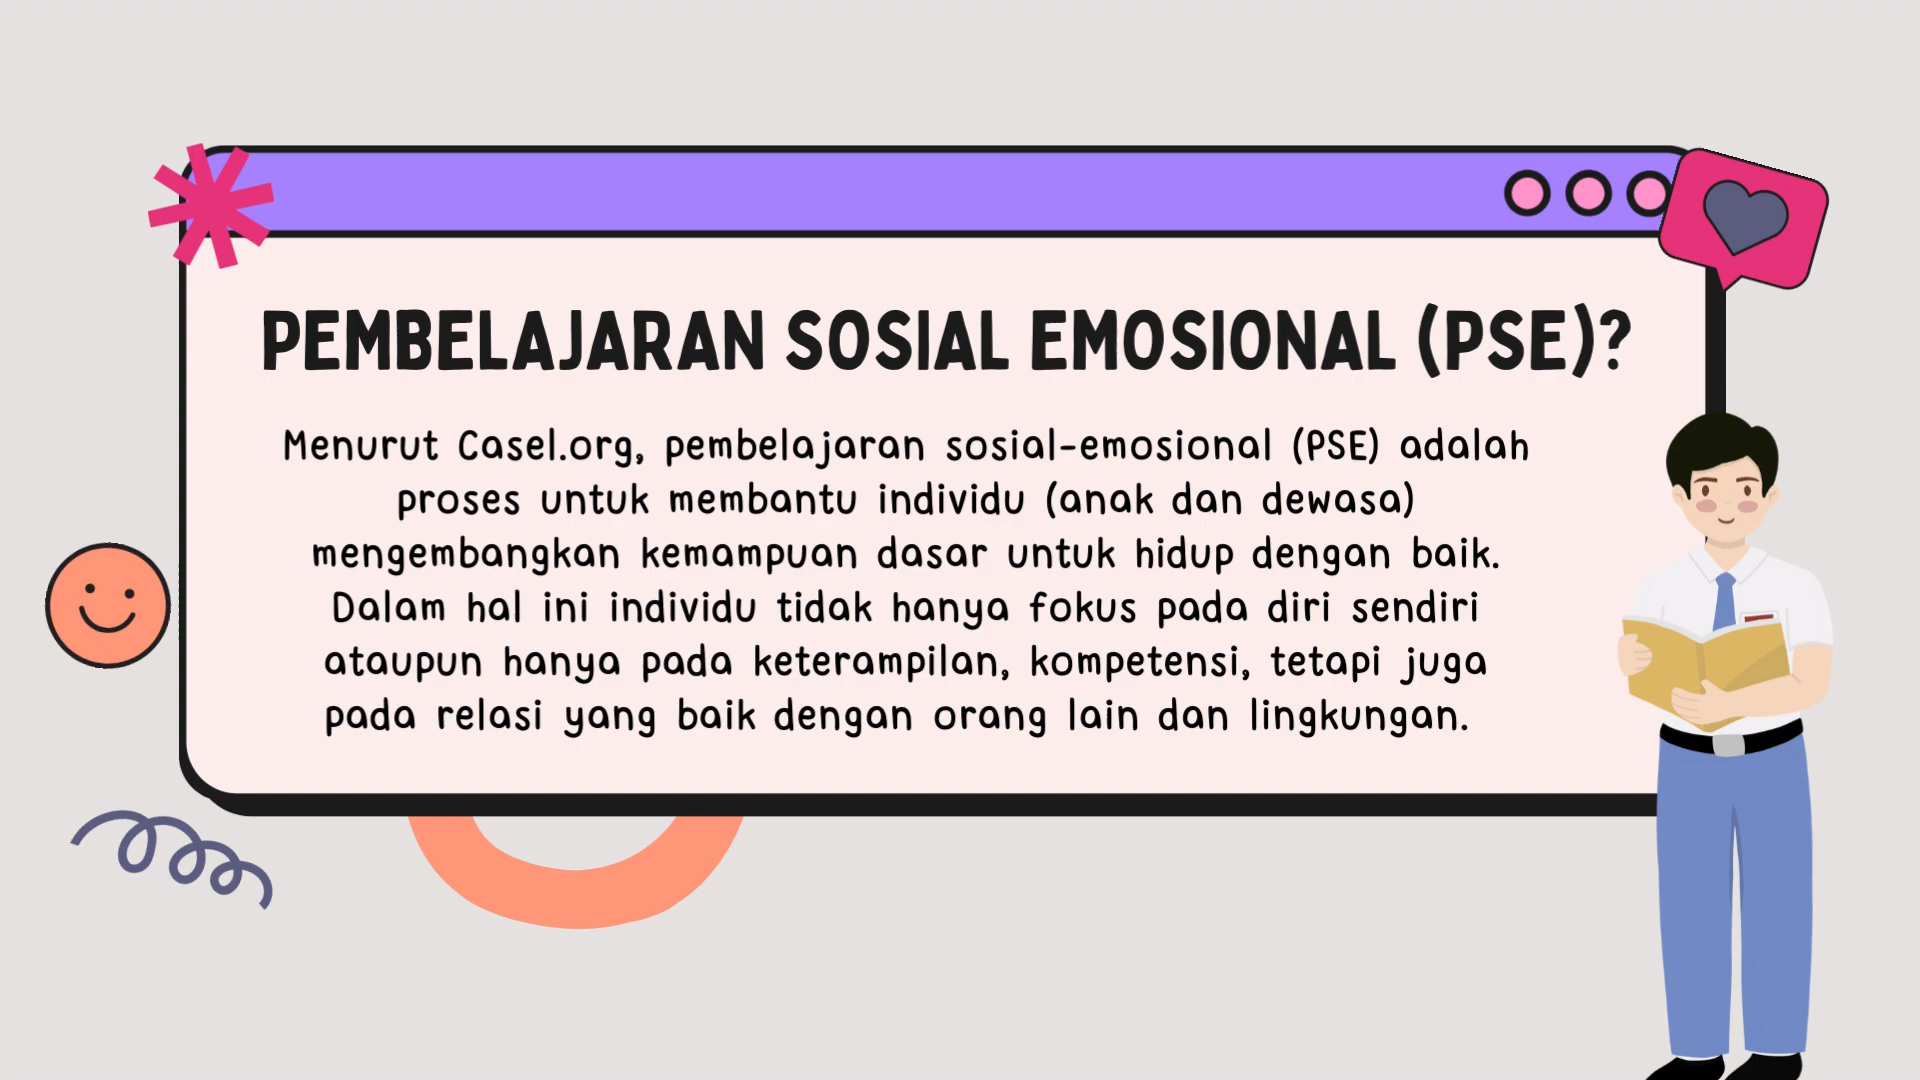 PEMBELAJARAN SOSIAL EMOSIONAL (PSE)?
Menurut Casel.org, pembelajaran sosial-emosional (PSE) adalah
proses untuk membantu individu (anak dan dewasa)
mengembangkan kemampuan dasar untuk hidup dengan baik.
Dalam hal ini individu tidak hanya fokus pada diri sendiri
ataupun hanya pada keterampilan, kompetensi, tetapi juga
pada relasi yang baik dengan orang lain dan lingkungan.